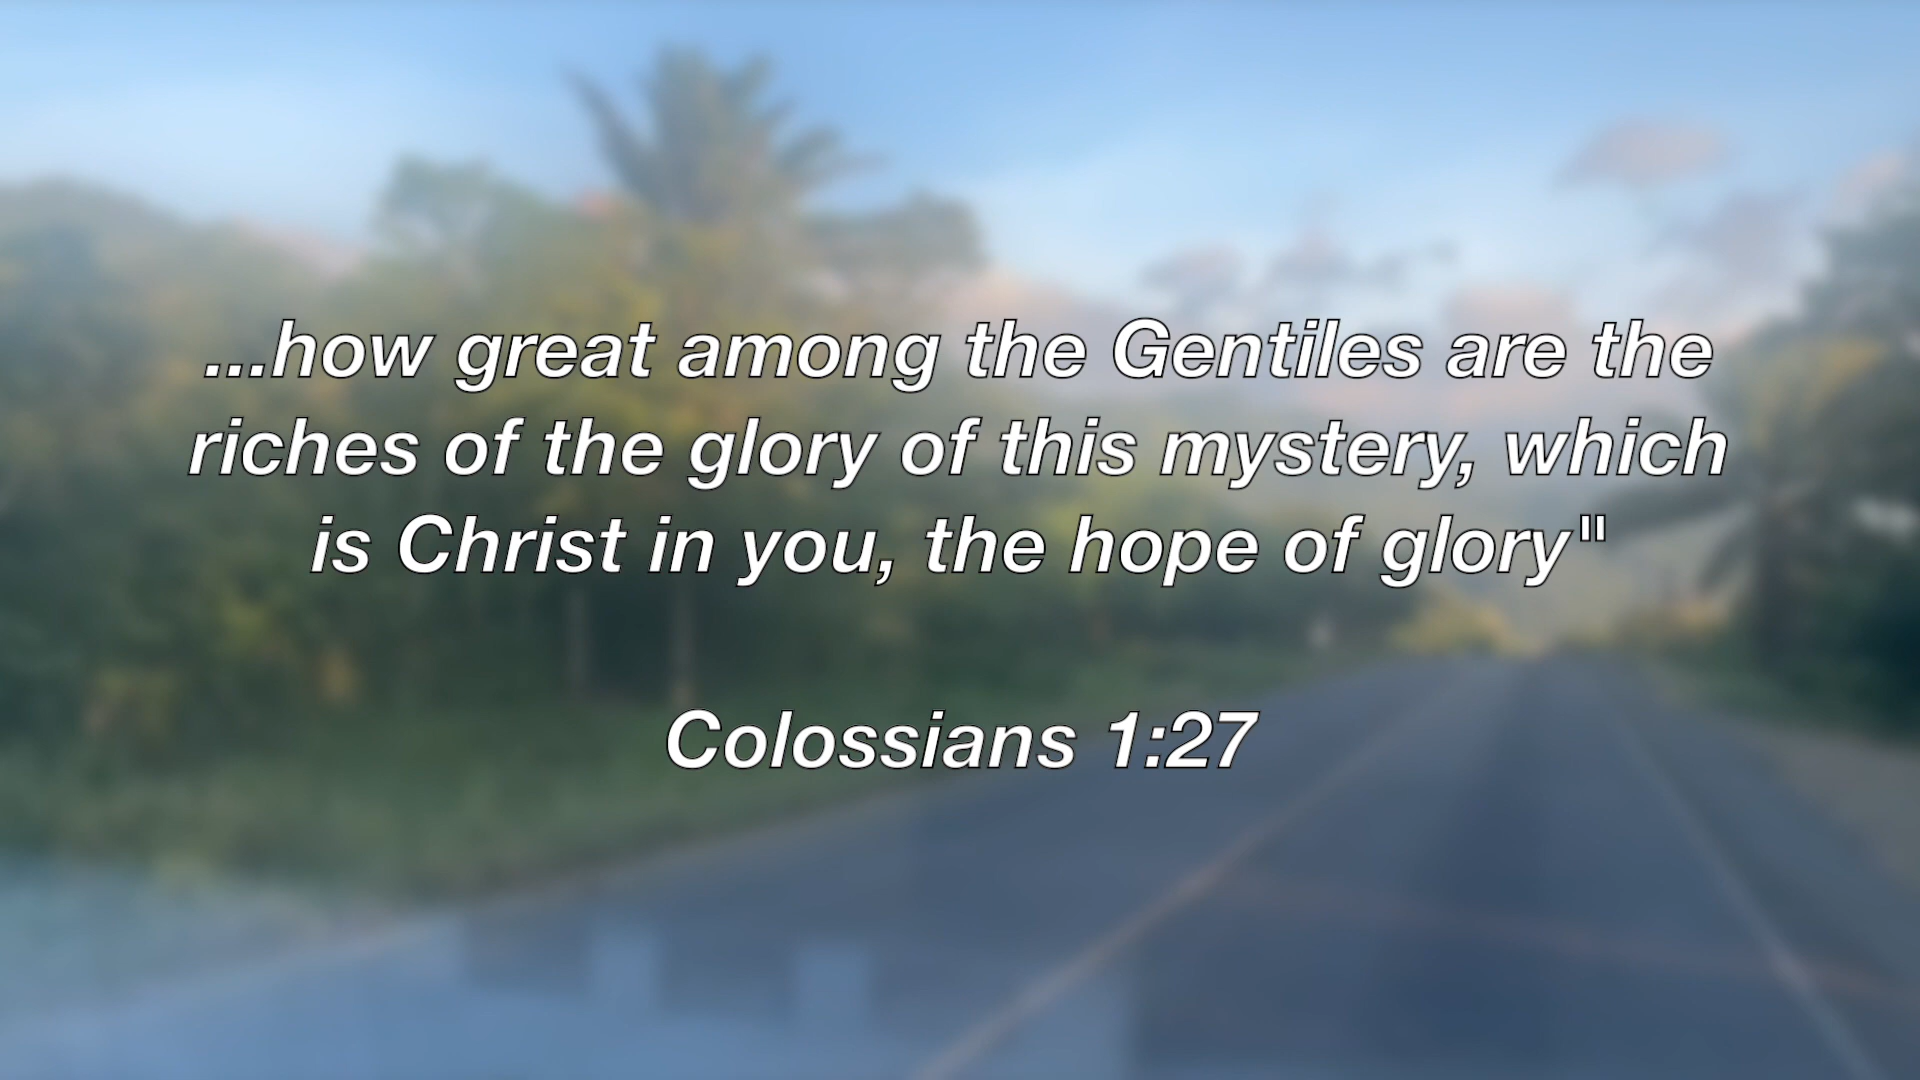 ...how great among the Gentiles are the
riches of the glory of this mystery, which
is Christ in you, the hope of glory"
Colossians 1:27